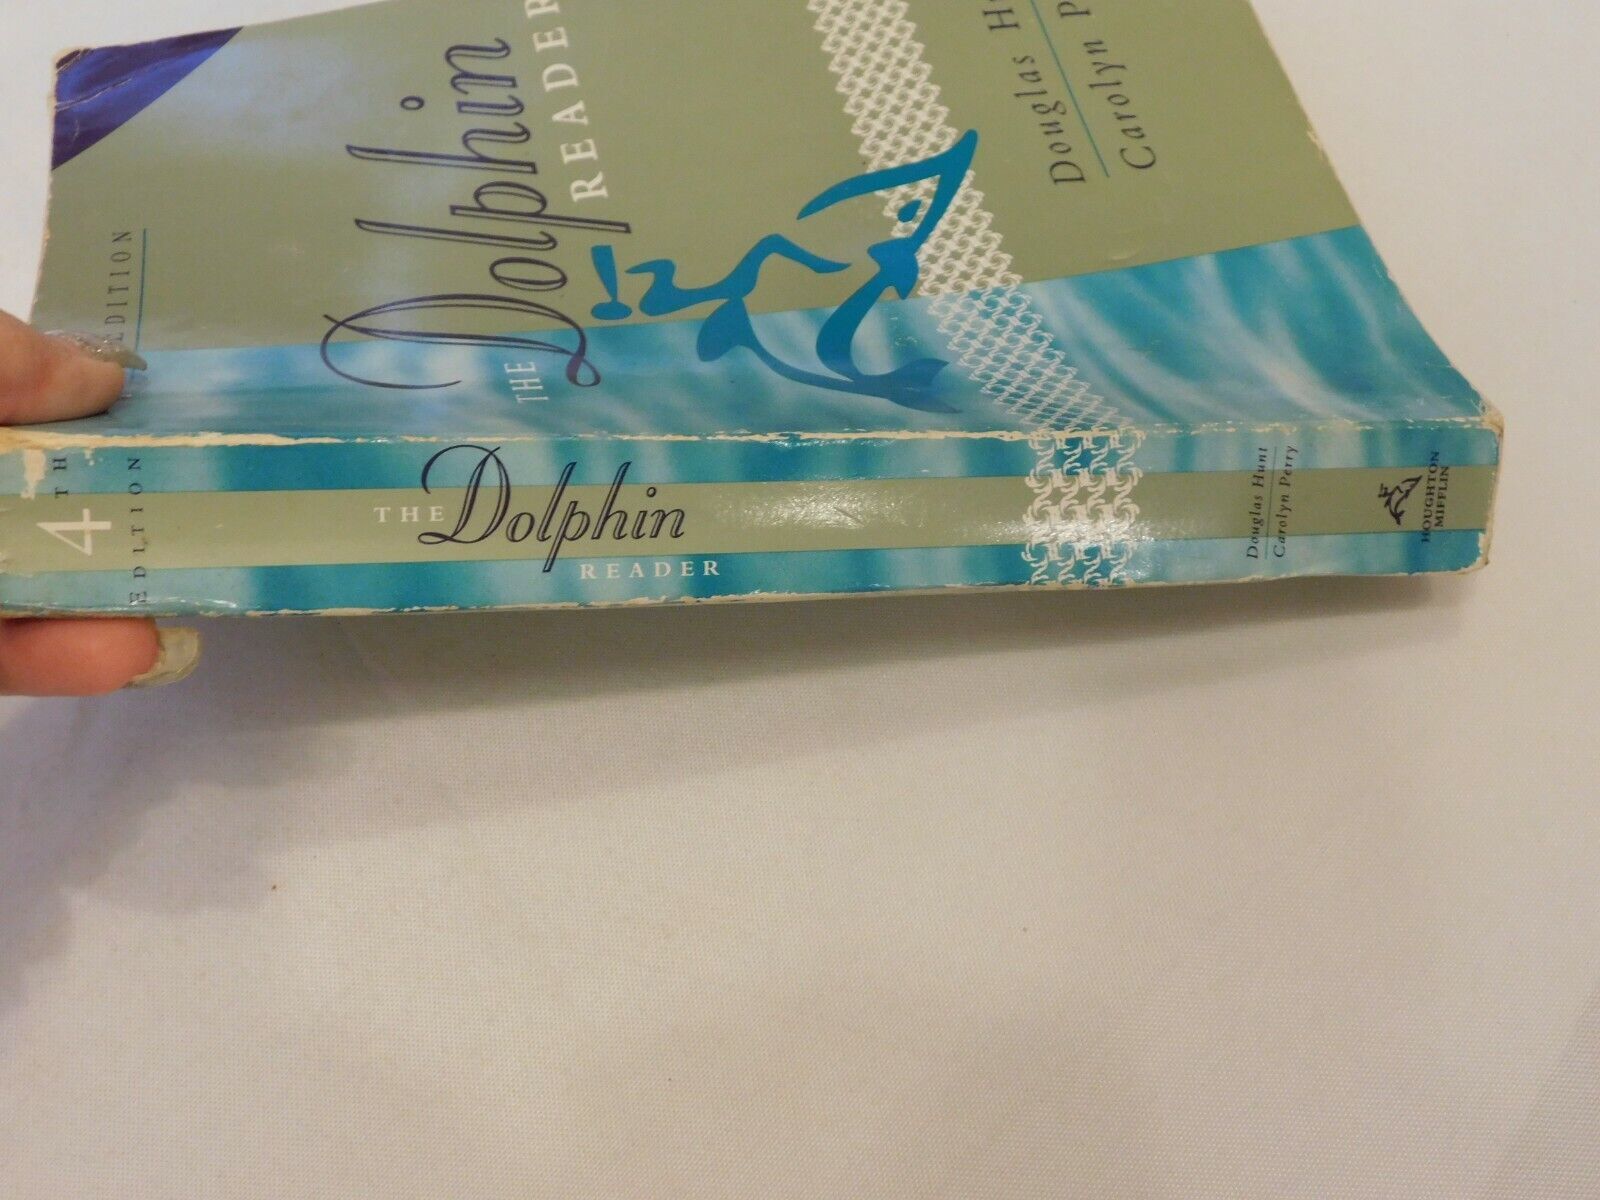 EDITION
THE
Dolphin
READER
Douglas H
Carolyn P
4TH
EDITION
THE Dolphin
READER
Douglas Hunt
Carolyn Perry
HOUGHTON
MIFFLIN